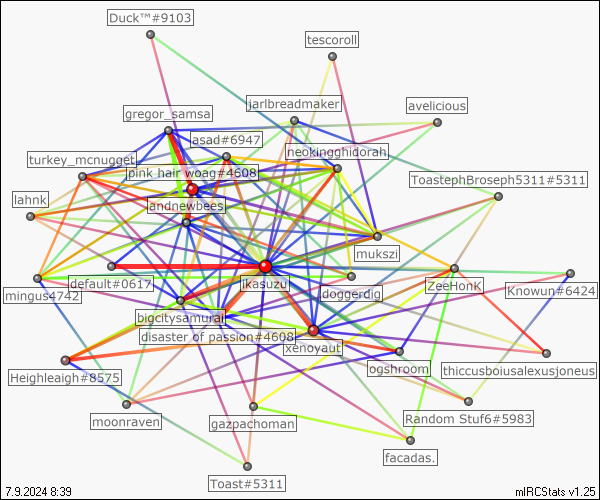 Duck™#9103
tescoroll
gregor_samsa
jarlbreadmaker
avelicious
asad#6947
neokingghidorah
turkey_mcnugget
pink hair woag#4608
ToastephBroseph5311#5311
lahnk
andnewbees
mukszi
default#0617
ikasuzu
doggerdig
ZeeHonk
Knowun#6424
mingus4742
bigcitysamurai
disaster of passion#4608
xenoyaut
Heighleaigh#8575
ogshroom
thiccusboiusalexusjoneus
moonraven
gazpachoman
Random Stuf6#5983
facadas.
Toast#5311
7.9.2024 8:39
mIRCStats v1.25